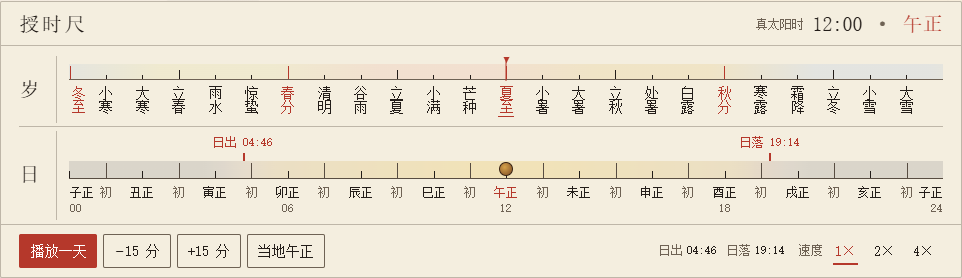 授时尺 真太阳时 12:00 • 午正
岁 冬至 小寒 大寒 立春 雨水 惊蛰 春分 清明 谷雨 立夏 小满 芒种 夏至 小暑 大暑 立秋 处暑 白露 秋分 寒露 霜降 立冬 小雪 大雪
日出 04:46 日落 19:14
日
子正 初 丑正 初 寅正 初 卯正 初 辰正 初 巳正 初 午正 初 未正 初 申正 初 酉正 初 戌正 初 亥正 初 子正
00 06 12 18 24
播放一天 −15 分 +15 分 当地午正 日出 04:46 日落 19:14 速度 1× 2× 4×